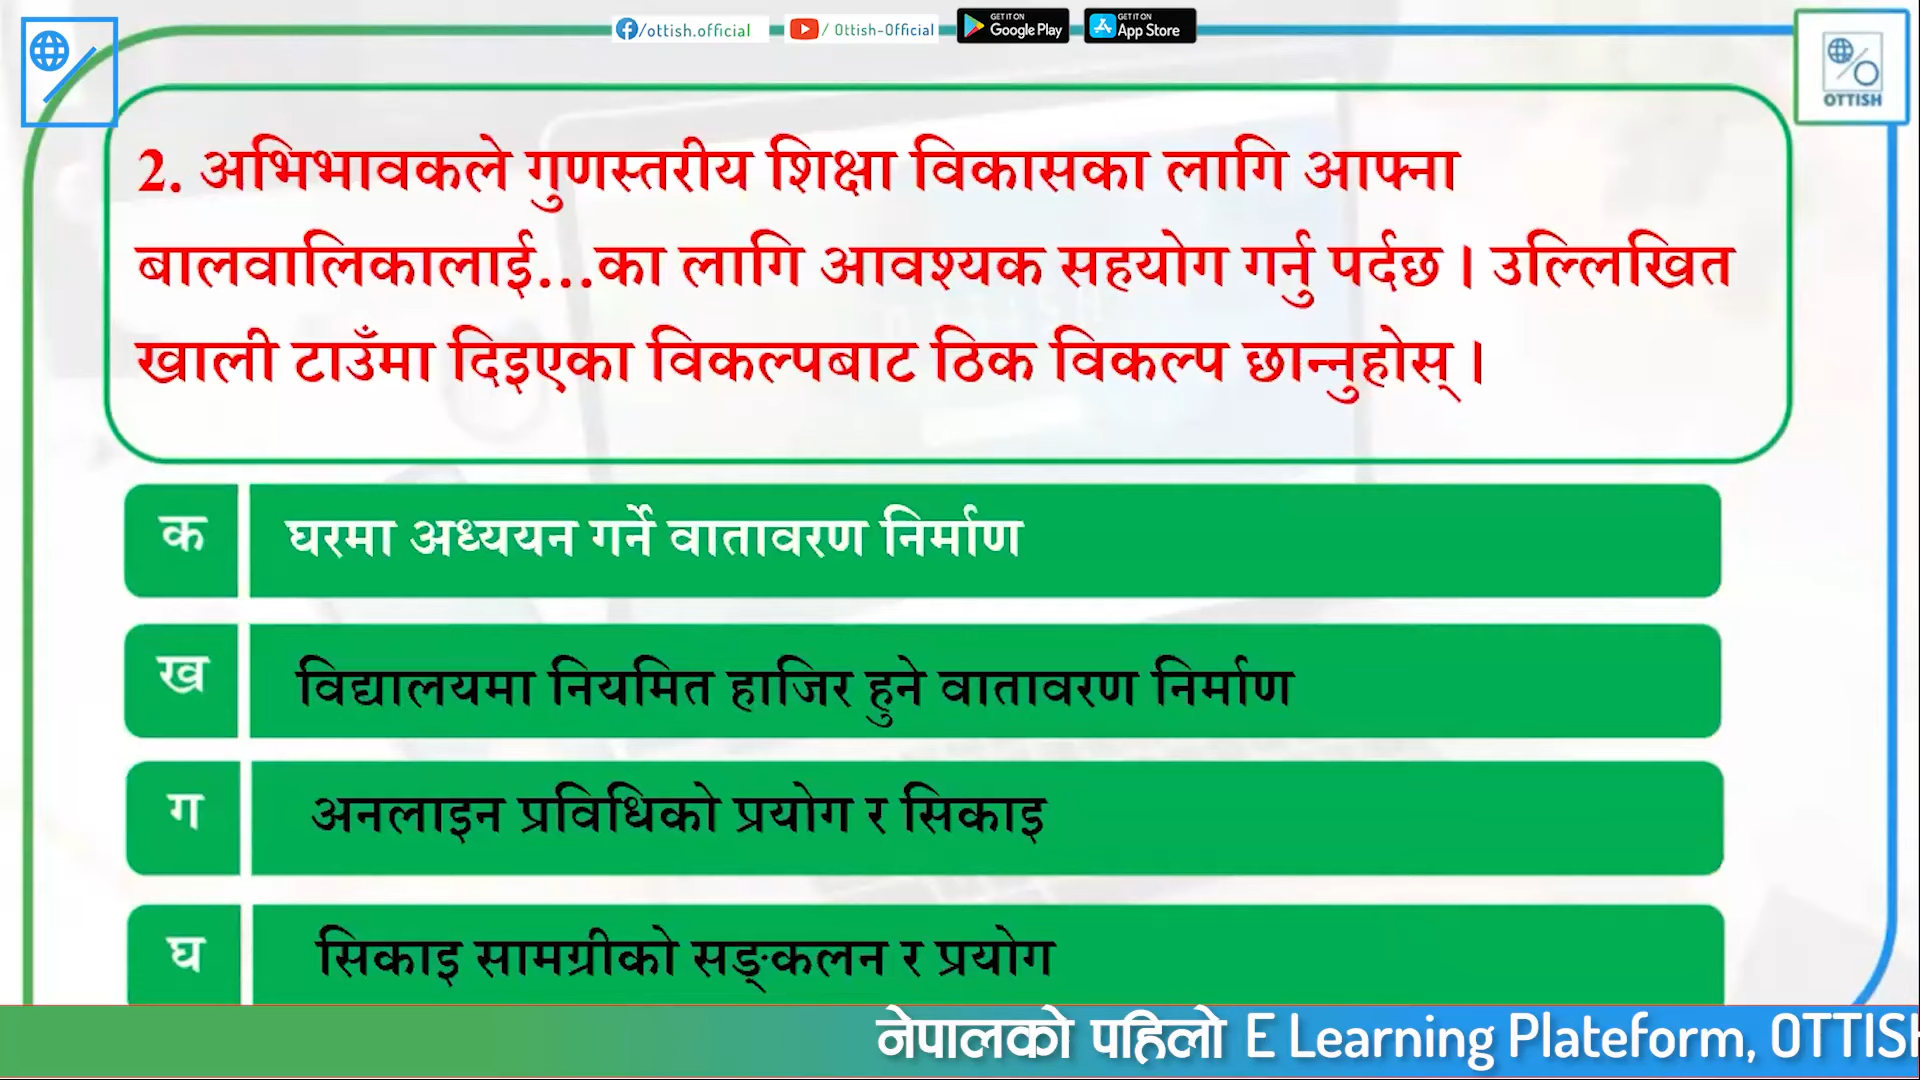 /ottish.official
/ Ottish-Official
GET IT ON
Google Play
GET IT ON
App Store
OTTISH
2. अभिभावकले गुणस्तरीय शिक्षा विकासका लागि आफ्ना
बालवालिकालाई...का लागि आवश्यक सहयोग गर्नु पर्दछ । उल्लिखित
खाली टाउँमा दिइएका विकल्पबाट ठिक विकल्प छान्नुहोस् ।
क घरमा अध्ययन गर्ने वातावरण निर्माण
ख विद्यालयमा नियमित हाजिर हुने वातावरण निर्माण
ग अनलाइन प्रविधिको प्रयोग र सिकाइ
घ सिकाइ सामग्रीको सङ्कलन र प्रयोग
नेपालको पहिलो E Learning Plateform, OTTISH